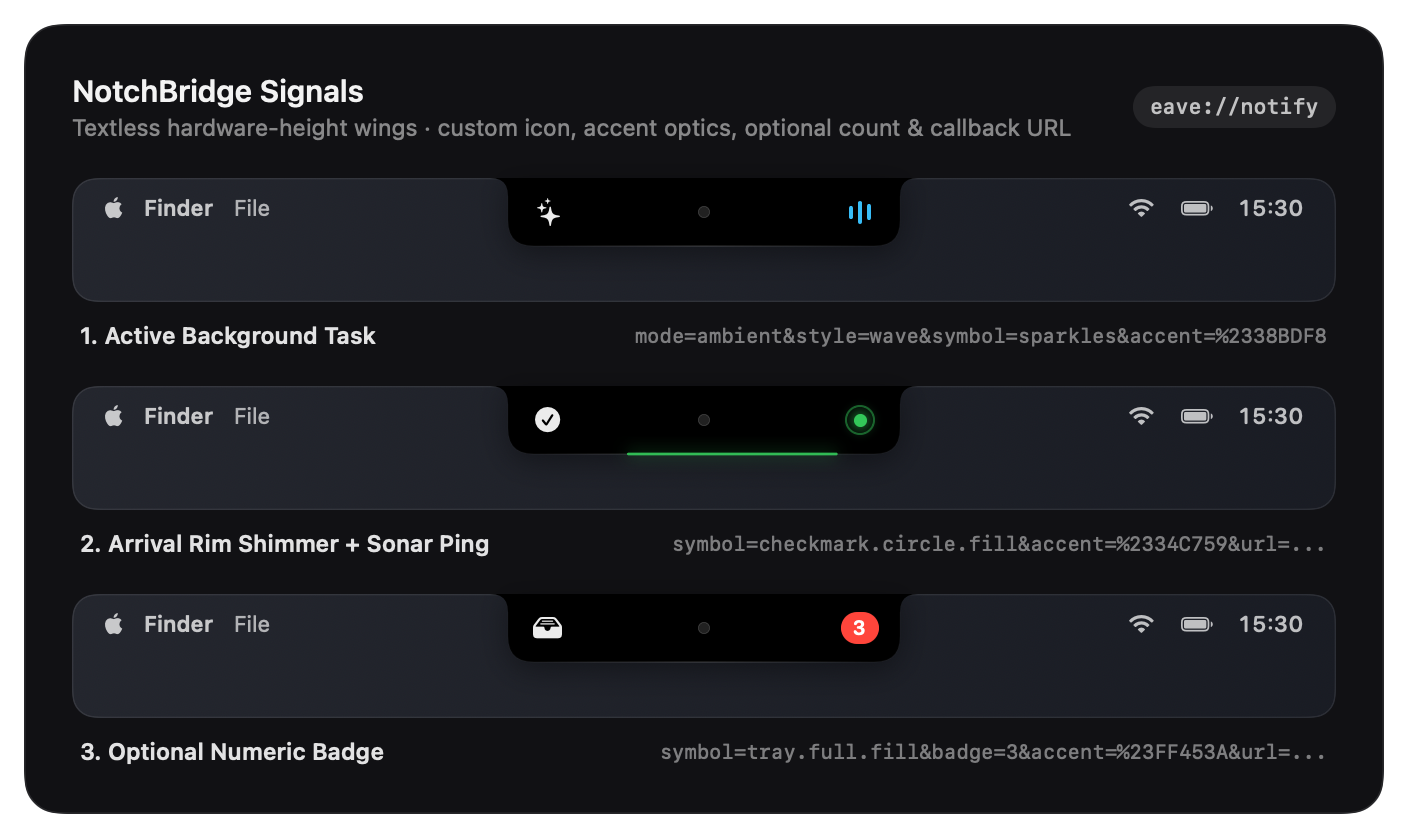 NotchBridge Signals
Textless hardware-height wings · custom icon, accent optics, optional count & callback URL
eave://notify
Finder File 15:30
1. Active Background Task
mode=ambient&style=wave&symbol=sparkles&accent=%2338BDF8
Finder File 15:30
2. Arrival Rim Shimmer + Sonar Ping
symbol=checkmark.circle.fill&accent=%2334C759&url=...
Finder File 3 15:30
3. Optional Numeric Badge
symbol=tray.full.fill&badge=3&accent=%23FF453A&url=...